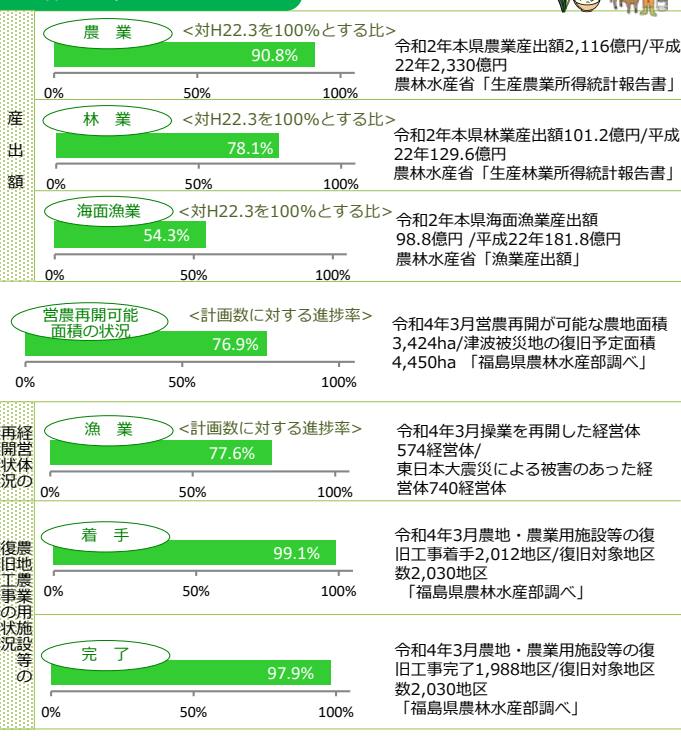 産出額
農　業
<対H22.3を100%とする比>
90.8%
0%
50%
100%
令和2年本県農業産出額2,116億円/平成
22年2,330億円
農林水産省「生産農業所得統計報告書」
林　業
<対H22.3を100%とする比>
78.1%
0%
50%
100%
令和2年本県林業産出額101.2億円/平成
22年129.6億円
農林水産省「生産林業所得統計報告書」
海面漁業
<対H22.3を100%とする比>
54.3%
0%
50%
100%
令和2年本県海面漁業産出額
98.8億円 /平成22年181.8億円
農林水産省「漁業産出額」
営農再開可能
面積の状況
<計画数に対する進捗率>
76.9%
0%
50%
100%
令和4年3月営農再開が可能な農地面積
3,424ha/津波被災地の復旧予定面積
4,450ha 「福島県農林水産部調べ」
経営体の
再開状況
漁　業
<計画数に対する進捗率>
77.6%
0%
50%
100%
令和4年3月操業を再開した経営体
574経営体/
東日本大震災による被害のあった経
営体740経営体
農地農業用施設等の
復旧工事の状況
着　手
99.1%
0%
50%
100%
令和4年3月農地・農業用施設等の復
旧工事着手2,012地区/復旧対象地区
数2,030地区
「福島県農林水産部調べ」
完　了
97.9%
0%
50%
100%
令和4年3月農地・農業用施設等の復
旧工事完了1,988地区/復旧対象地区
数2,030地区
「福島県農林水産部調べ」